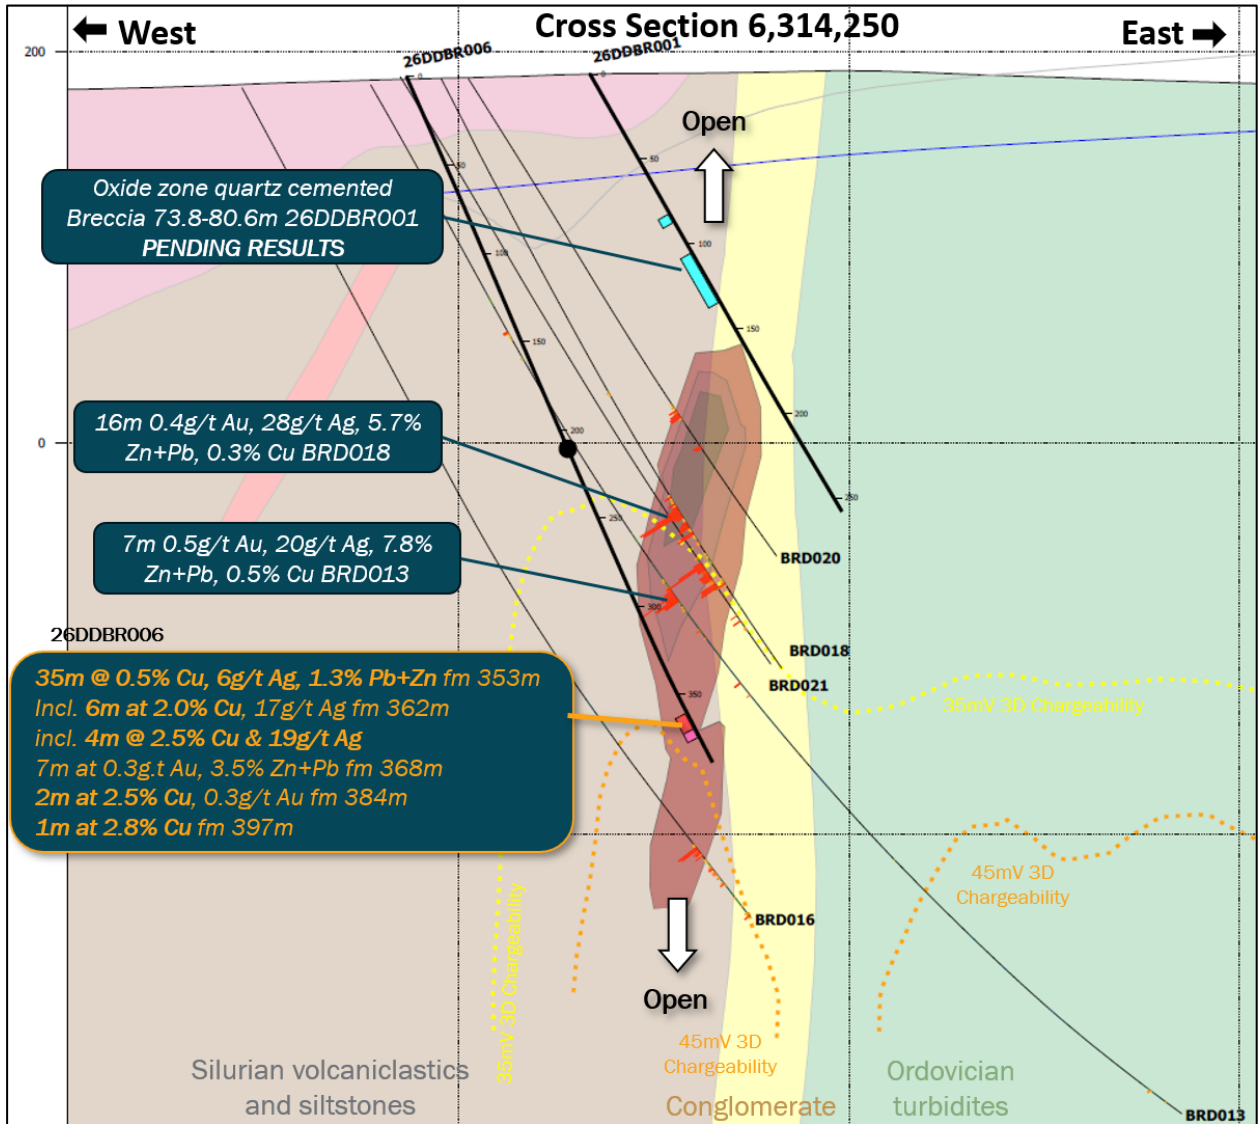 Cross Section 6,314,250
West
East
200
26DDBR006
26DDBR001
0
0
Open
50
50
Oxide zone quartz cemented
Breccia 73.8-80.6m 26DDBR001
PENDING RESULTS
100
100
150
150
16m 0.4g/t Au, 28g/t Ag, 5.7%
Zn+Pb, 0.3% Cu BRD018
200
200
0
250
250
7m 0.5g/t Au, 20g/t Ag, 7.8%
Zn+Pb, 0.5% Cu BRD013
BRD020
300
26DDBR006
BRD018
BRD021
35m @ 0.5% Cu, 6g/t Ag, 1.3% Pb+Zn fm 353m
Incl. 6m at 2.0% Cu, 17g/t Ag fm 362m
incl. 4m @ 2.5% Cu & 19g/t Ag
7m at 0.3g.t Au, 3.5% Zn+Pb fm 368m
2m at 2.5% Cu, 0.3g/t Au fm 384m
1m at 2.8% Cu fm 397m
350
35mV 3D Chargeability
45mV 3D
Chargeability
BRD016
35mV 3D Chargeability
Open
45mV 3D
Chargeability
Silurian volcaniclastics
and siltstones
Conglomerate
Ordovician
turbidites
BRD013